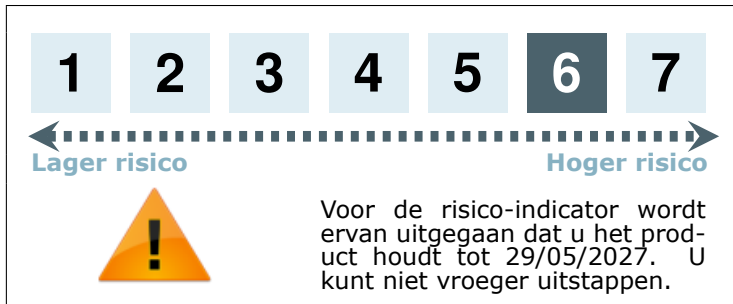 1 2 3 4 5 6 7
Lager risico Hoger risico
!
Voor de risico-indicator wordt
ervan uitgegaan dat u het prod-
uct houdt tot 29/05/2027. U
kunt niet vroeger uitstappen.